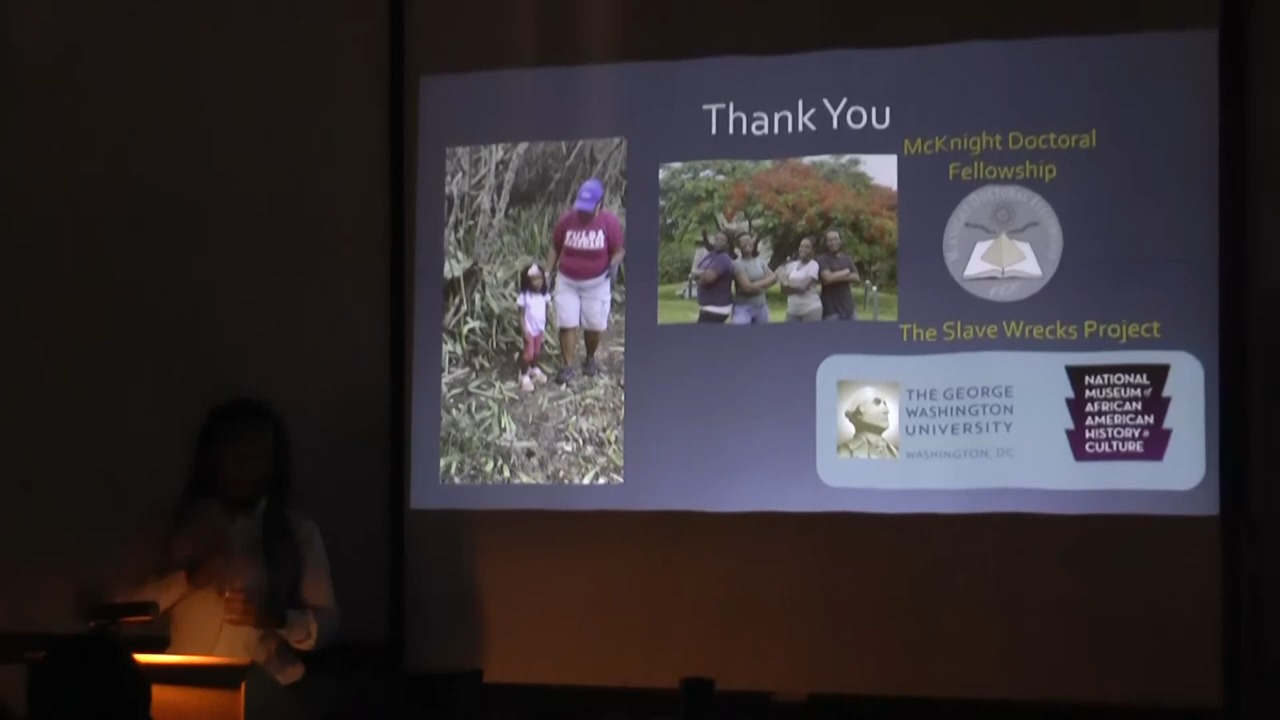 Thank You
McKnight Doctoral
Fellowship
The Slave Wrecks Project
THE GEORGE
WASHINGTON
UNIVERSITY
WASHINGTON, DC
NATIONAL
MUSEUM of
AFRICAN
AMERICAN
HISTORY &
CULTURE